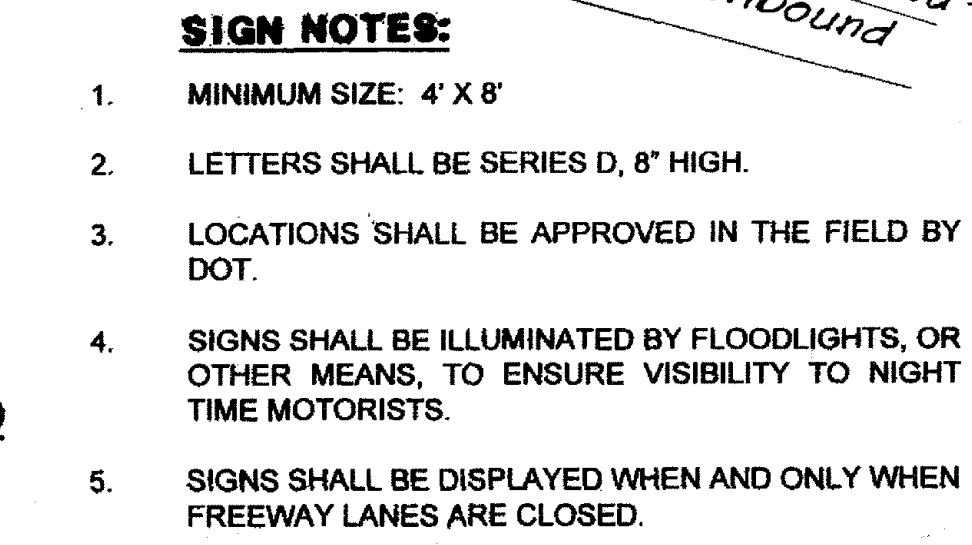 SIGN NOTES:
1. MINIMUM SIZE: 4' X 8'
2. LETTERS SHALL BE SERIES D, 8" HIGH.
3. LOCATIONS SHALL BE APPROVED IN THE FIELD BY
DOT.
4. SIGNS SHALL BE ILLUMINATED BY FLOODLIGHTS, OR
OTHER MEANS, TO ENSURE VISIBILITY TO NIGHT
TIME MOTORISTS.
5. SIGNS SHALL BE DISPLAYED WHEN AND ONLY WHEN
FREEWAY LANES ARE CLOSED.